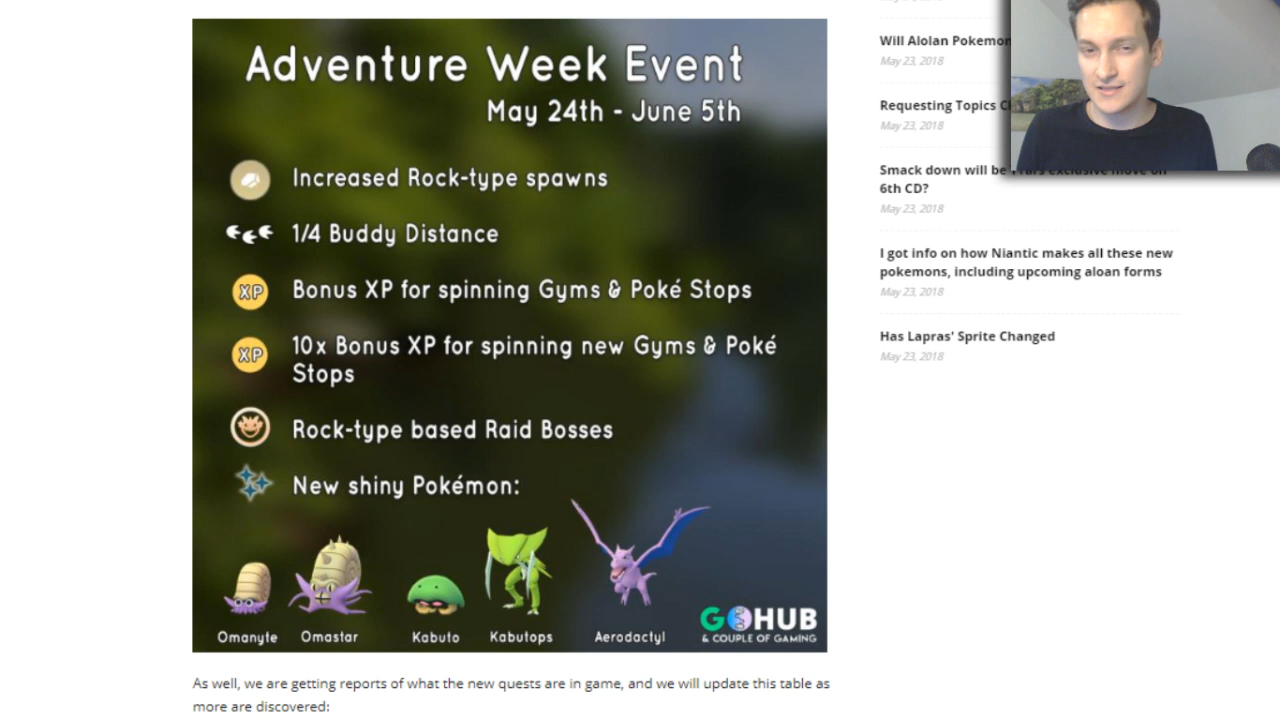 Adventure Week Event
May 24th - June 5th
Increased Rock-type spawns
1/4 Buddy Distance
XP
Bonus XP for spinning Gyms & Poké Stops
XP
10x Bonus XP for spinning new Gyms & Poké
Stops
Rock-type based Raid Bosses
New shiny Pokémon:
Omanyte Omastar Kabuto Kabutops Aerodactyl
GOHUB
& COUPLE OF GAMING
As well, we are getting reports of what the new quests are in game, and we will update this table as
more are discovered:
Will Alolan Pokemon
May 23, 2018
Requesting Topics
May 23, 2018
Smack down will be exclusive move on
6th CD?
May 23, 2018
I got info on how Niantic makes all these new
pokemons, including upcoming aloan forms
May 23, 2018
Has Lapras' Sprite Changed
May 23, 2018